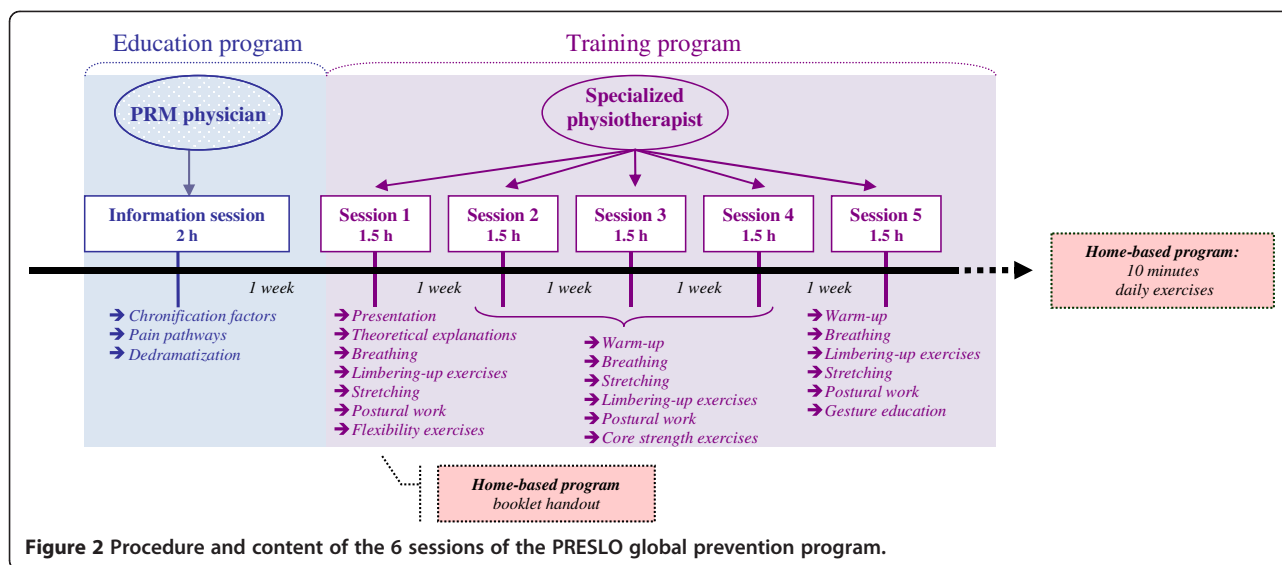 Education program
Training program
PRM physician
Specialized
physiotherapist
Information session
2 h
Session 1
1.5 h
Session 2
1.5 h
Session 3
1.5 h
Session 4
1.5 h
Session 5
1.5 h
1 week
1 week
1 week
1 week
1 week
Home-based program:
10 minutes
daily exercises
➔ Chronification factors
➔ Pain pathways
➔ Dedramatization
➔ Presentation
➔ Theoretical explanations
➔ Breathing
➔ Limbering-up exercises
➔ Stretching
➔ Postural work
➔ Flexibility exercises
➔ Warm-up
➔ Breathing
➔ Stretching
➔ Limbering-up exercises
➔ Postural work
➔ Core strength exercises
➔ Warm-up
➔ Breathing
➔ Limbering-up exercises
➔ Stretching
➔ Postural work
➔ Gesture education
Home-based program
booklet handout
Figure 2 Procedure and content of the 6 sessions of the PRESLO global prevention program.